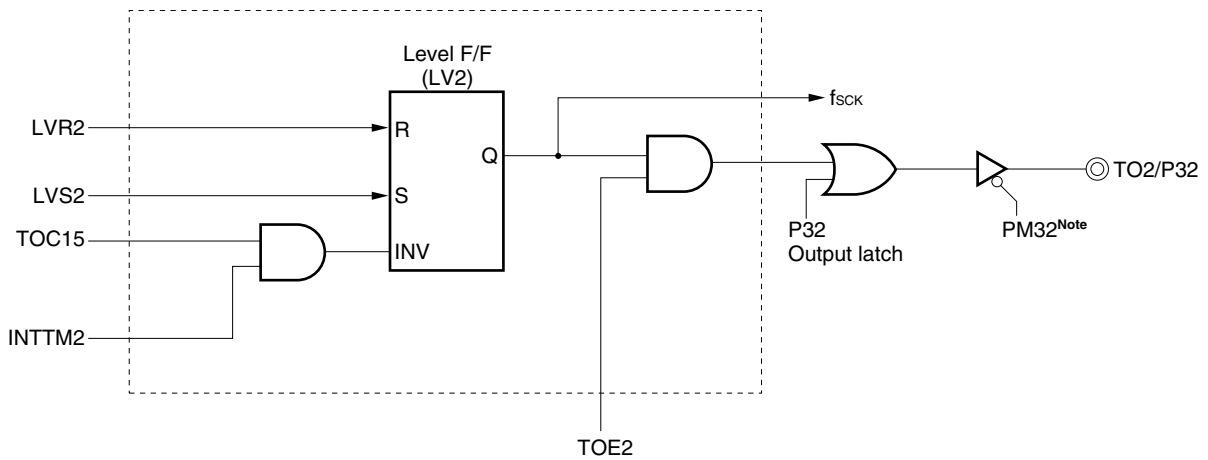 Level F/F
(LV2)
fSCK
LVR2
R
Q
TO2/P32
LVS2
S
P32
Output latch
PM32Note
TOC15
INV
INTTM2
TOE2